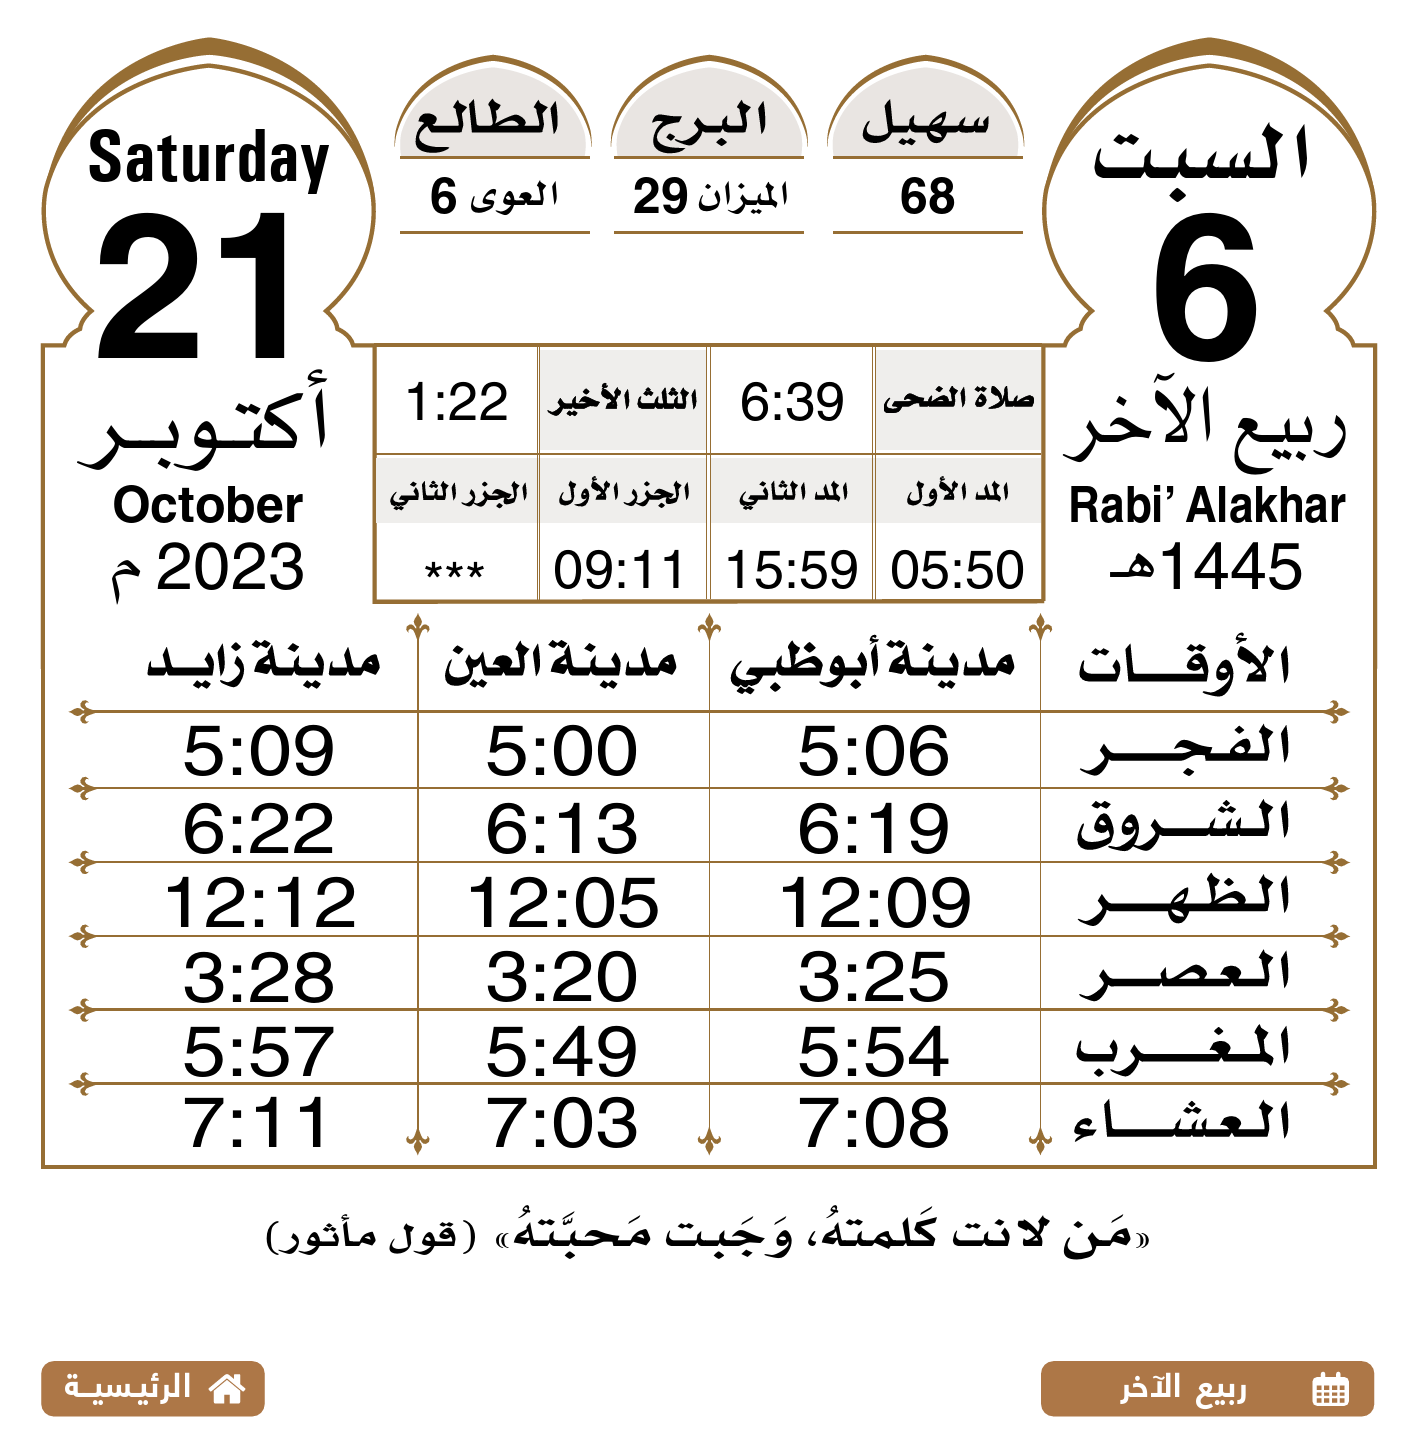 السبت
6
ربيع الآخر
Rabi’ Alakhar
1445هـ
سهيل
68
البرج
الميزان 29
الطالع
العوى 6
Saturday
21
أكتوبر
October
2023 م
صلاة الضحى 6:39 الثلث الأخير 1:22
المد الأول المد الثاني الجزر الأول الجزر الثاني
05:50 15:59 09:11 ***
الأوقات مدينة أبوظبي مدينة العين مدينة زايد
الفجر 5:06 5:00 5:09
الشروق 6:19 6:13 6:22
الظهر 12:09 12:05 12:12
العصر 3:25 3:20 3:28
المغرب 5:54 5:49 5:57
العشاء 7:08 7:03 7:11
«مَن لانت كَلمتهُ، وَجَبت مَحبَّتهُ» (قول مأثور)
ربيع الآخر
الرئيسية